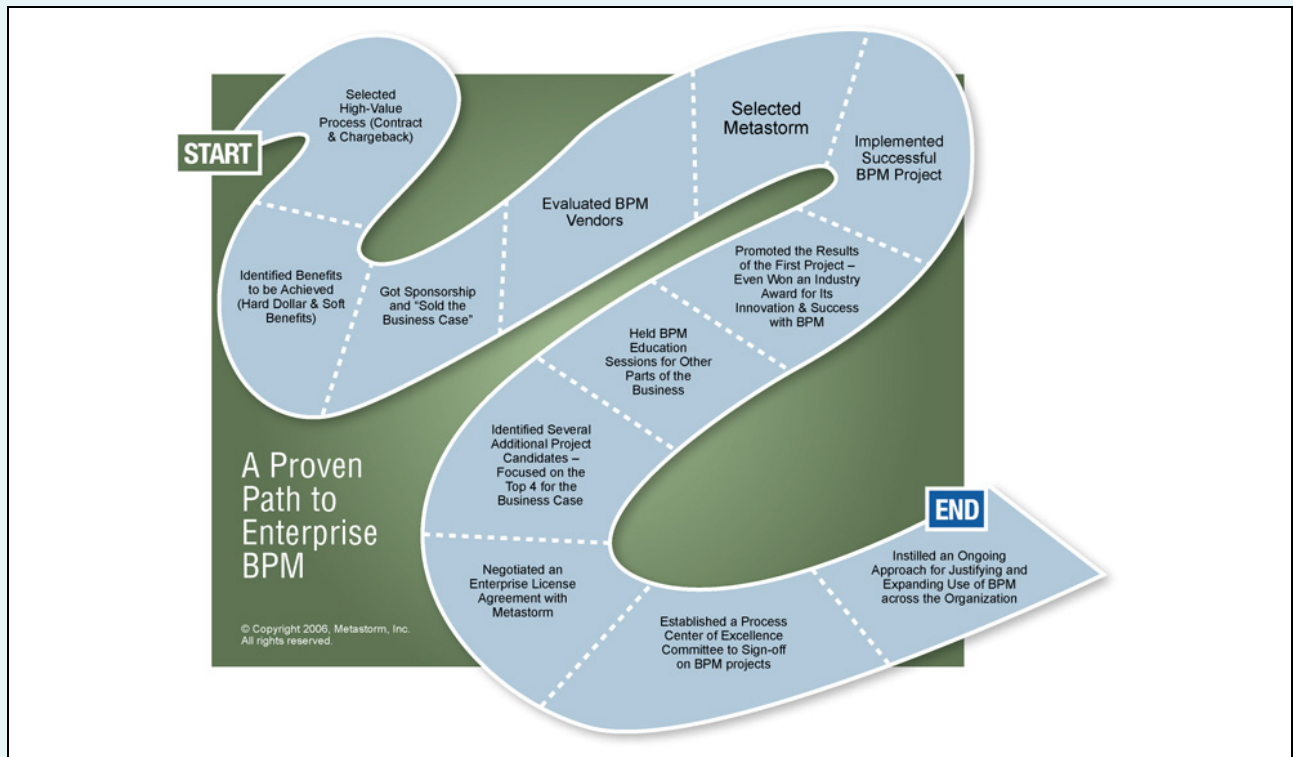 START
Selected
High-Value
Process (Contract
& Chargeback)
Identified Benefits
to be Achieved
(Hard Dollar & Soft
Benefits)
Got Sponsorship
and “Sold the
Business Case”
Evaluated BPM
Vendors
Selected
Metastorm
Implemented
Successful
BPM Project
Promoted the Results
of the First Project –
Even Won an Industry
Award for Its
Innovation & Success
with BPM
Held BPM
Education
Sessions for Other
Parts of the
Business
Identified Several
Additional Project
Candidates –
Focused on the
Top 4 for the
Business Case
Negotiated an
Enterprise License
Agreement with
Metastorm
Established a Process
Center of Excellence
Committee to Sign-off
on BPM projects
Instilled an Ongoing
Approach for Justifying and
Expanding Use of BPM
across the Organization
END
A Proven
Path to
Enterprise
BPM
© Copyright 2006, Metastorm, Inc.
All rights reserved.